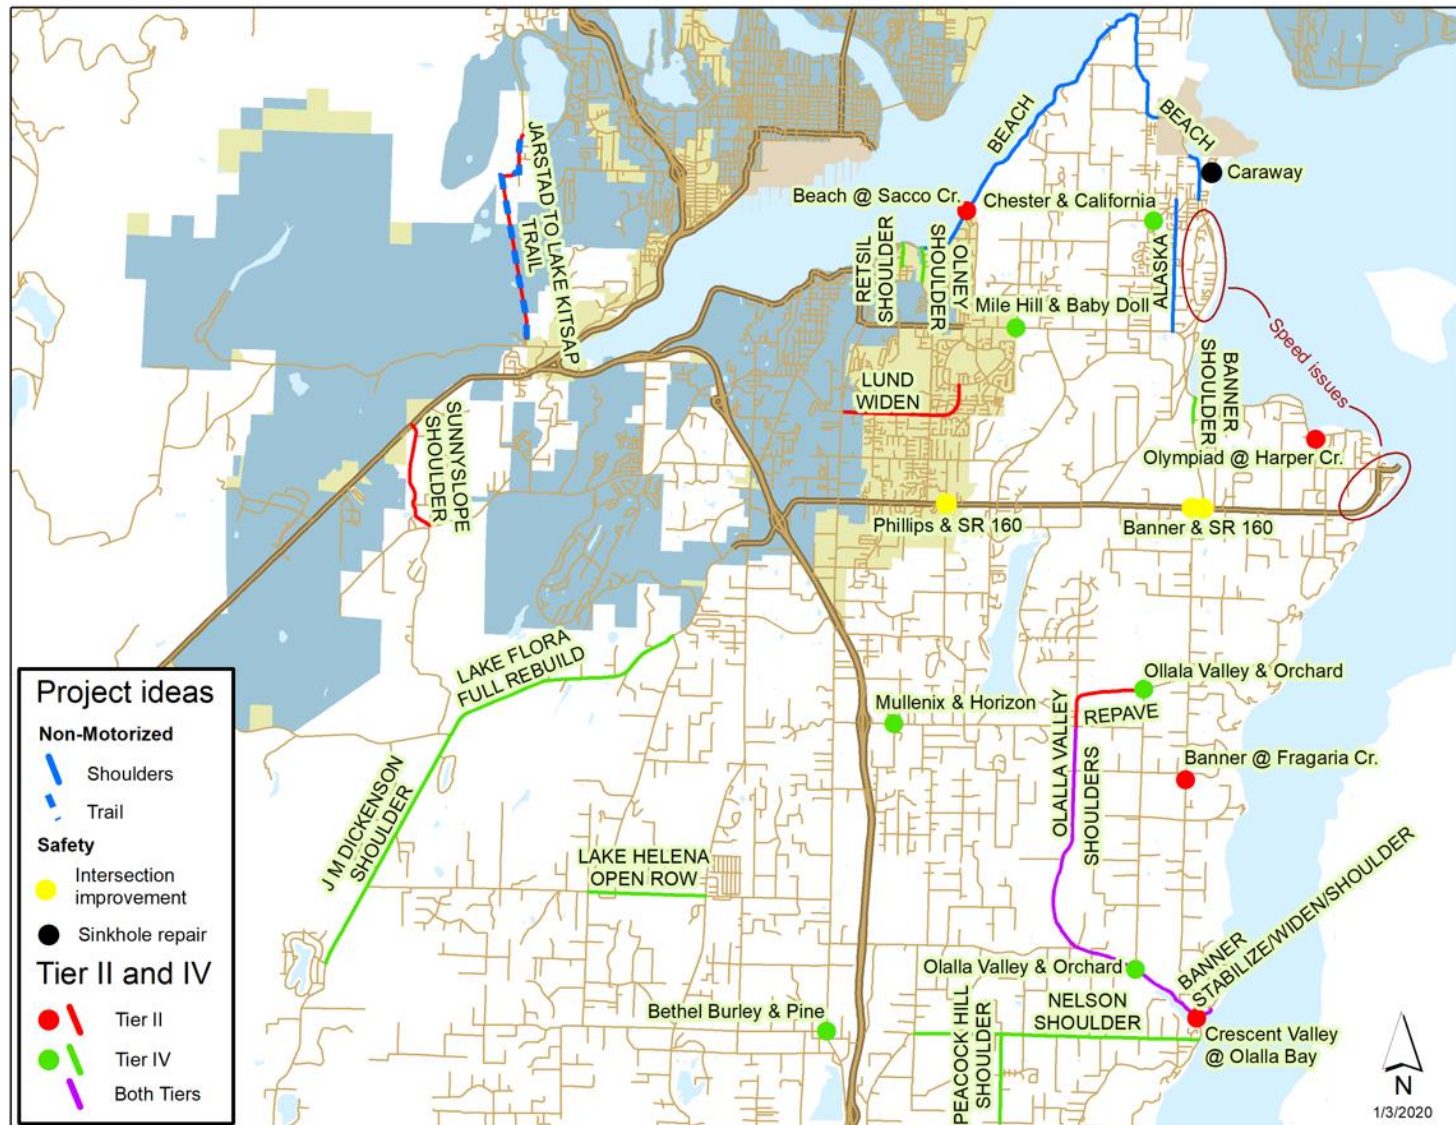 JARSTAD TO LAKE KITSAP
TRAIL
BEACH
BEACH
Caraway
Beach @ Sacco Cr.
Chester & California
RETSIL
SHOULDER
OLNEY
SHOULDER
ALASKA
Mile Hill & Baby Doll
Speed issues
BANNER
SHOULDER
LUND
WIDEN
SUNNYSLOPE
SHOULDER
Olympiad @ Harper Cr.
Phillips & SR 160
Banner & SR 160
LAKE FLORA
FULL REBUILD
Ollala Valley & Orchard
Mullenix & Horizon
REPAVE
OLALLA VALLEY
SHOULDERS
Banner @ Fragaria Cr.
J M DICKENSON
SHOULDER
LAKE HELENA
OPEN ROW
BANNER
STABILIZE/WIDEN/SHOULDER
Olalla Valley & Orchard
Bethel Burley & Pine
NELSON
SHOULDER
PEACOCK HILL
SHOULDER
Crescent Valley
@ Olalla Bay
Project ideas
Non-Motorized
Shoulders
Trail
Safety
Intersection
improvement
Sinkhole repair
Tier II and IV
Tier II
Tier IV
Both Tiers
N
1/3/2020